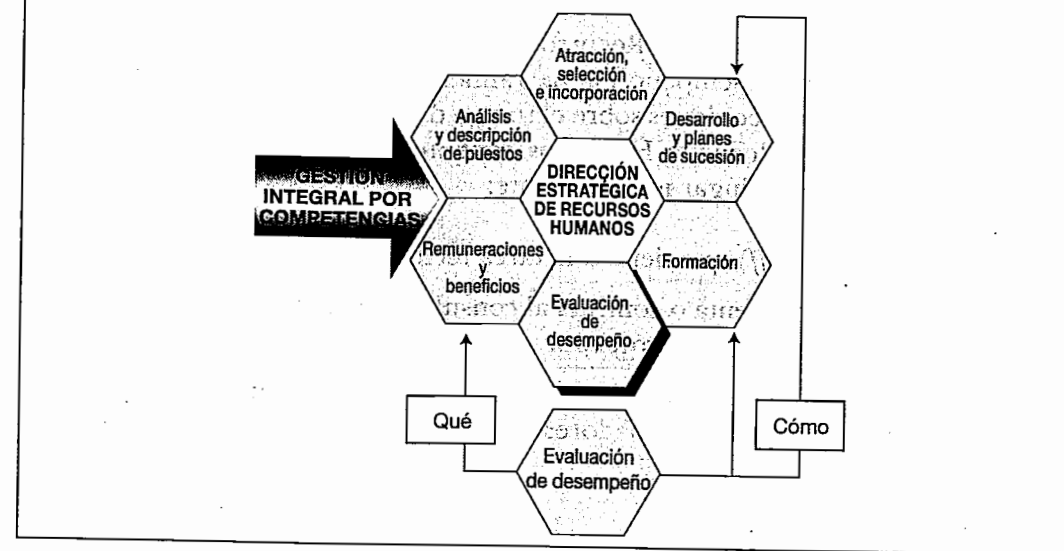 Atracción,
selección
e incorporación
Análisis
y descripción
de puestos
Desarrollo
y planes
de sucesión
GESTIÓN
INTEGRAL POR
COMPETENCIAS
DIRECCIÓN
ESTRATÉGICA
DE RECURSOS
HUMANOS
Remuneraciones
y
beneficios
Formación
Evaluación
de
desempeño
Qué
Cómo
Evaluación
de desempeño